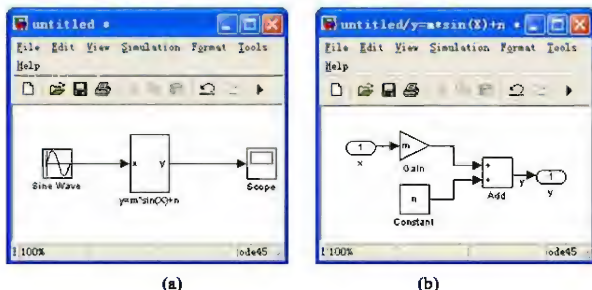 untitled *
File Edit View Simulation Format Tools
Help
x y
Sine Wave
Scope
y=m*sin(X)+n
100%
ode45
(a)
untitled/y=m*sin(X)+n *
File Edit View Simulation Format Tools
Help
1
x
m
Gain
n
Constant
+
+
Add
y
1
y
100%
ode45
(b)